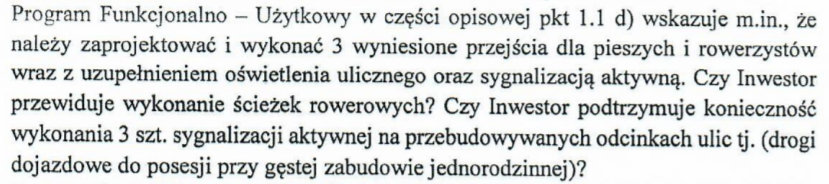 Program Funkcjonalno – Użytkowy w części opisowej pkt 1.1 d) wskazuje m.in., że
należy zaprojektować i wykonać 3 wyniesione przejścia dla pieszych i rowerzystów
wraz z uzupełnieniem oświetlenia ulicznego oraz sygnalizacją aktywną. Czy Inwestor
przewiduje wykonanie ścieżek rowerowych? Czy Inwestor podtrzymuje konieczność
wykonania 3 szt. sygnalizacji aktywnej na przebudowywanych odcinkach ulic tj. (drogi
dojazdowe do posesji przy gęstej zabudowie jednorodzinnej)?